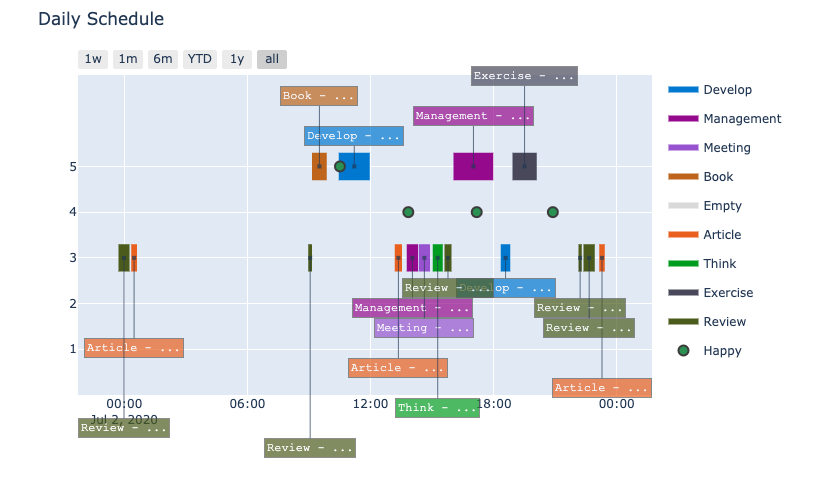 Daily Schedule
1w 1m 6m YTD 1y all
Exercise - ...
Book - ...
Management - ...
Develop - ...
5
4
3
2
1
Review - ...
Develop - ...
Management - ...
Review - ...
Meeting - ...
Review - ...
Article - ...
Article - ...
Article - ...
00:00 06:00 12:00 18:00 00:00
Jul 2, 2020
Think - ...
Review - ...
Review - ...
Develop
Management
Meeting
Book
Empty
Article
Think
Exercise
Review
Happy